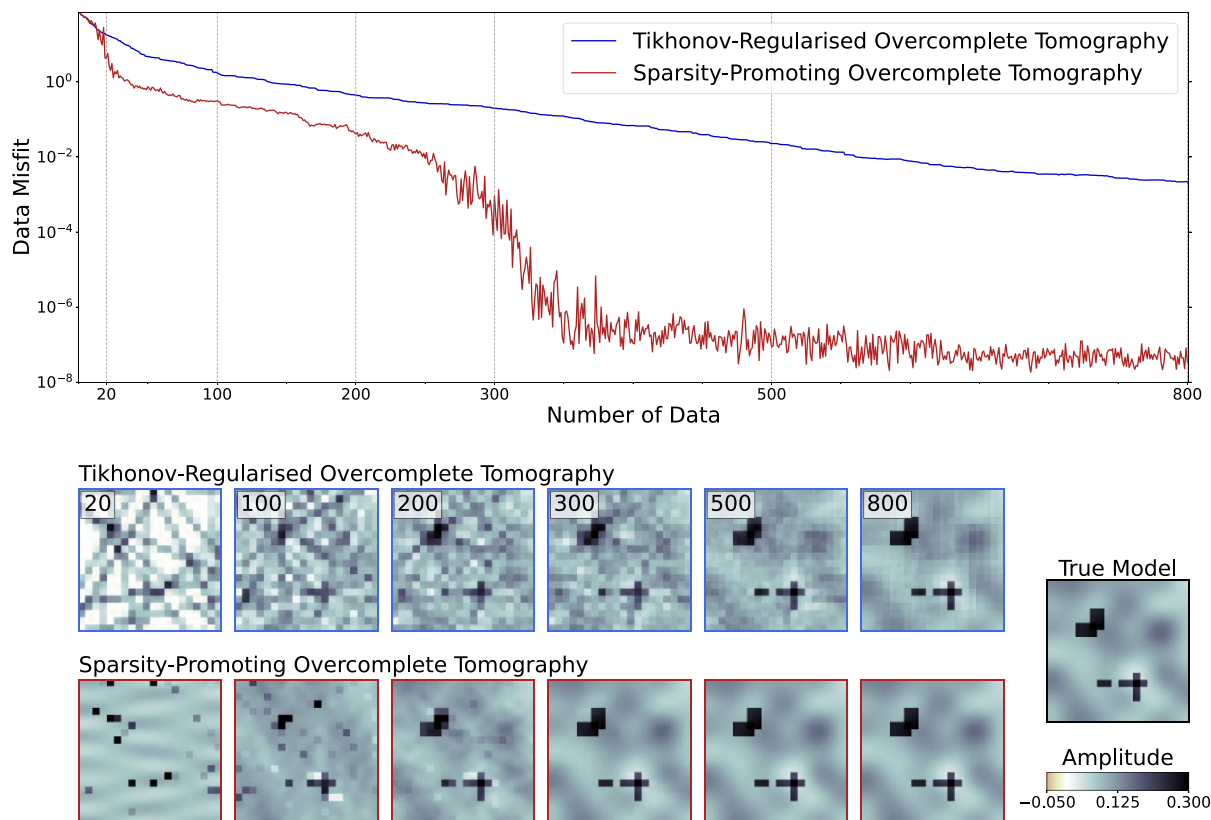 Tikhonov-Regularised Overcomplete Tomography
Sparsity-Promoting Overcomplete Tomography
Data Misfit
10⁰
10⁻²
10⁻⁴
10⁻⁶
10⁻⁸
20 100 200 300 500 800
Number of Data
Tikhonov-Regularised Overcomplete Tomography
20 100 200 300 500 800
Sparsity-Promoting Overcomplete Tomography
True Model
Amplitude
−0.050 0.125 0.300